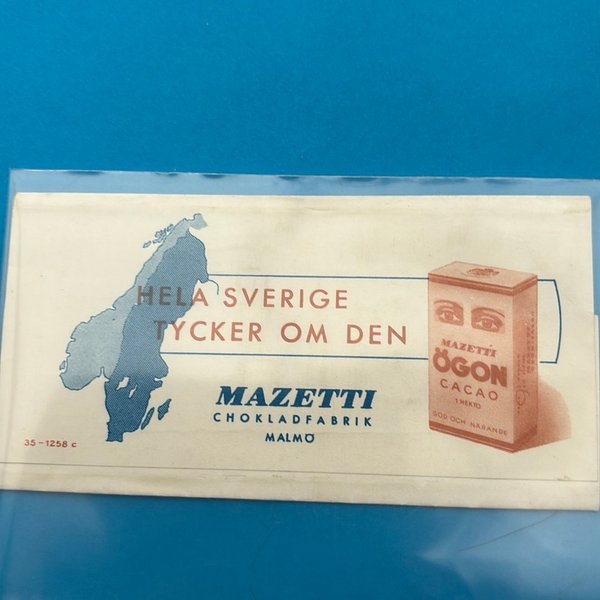 HELA SVERIGE
TYCKER OM DEN
MAZETTI
CHOKLADFABRIK
MALMÖ
35-1258 c
MAZETTI
ÖGON
CACAO
1 HEKTO
GOD OCH NÄRANDE